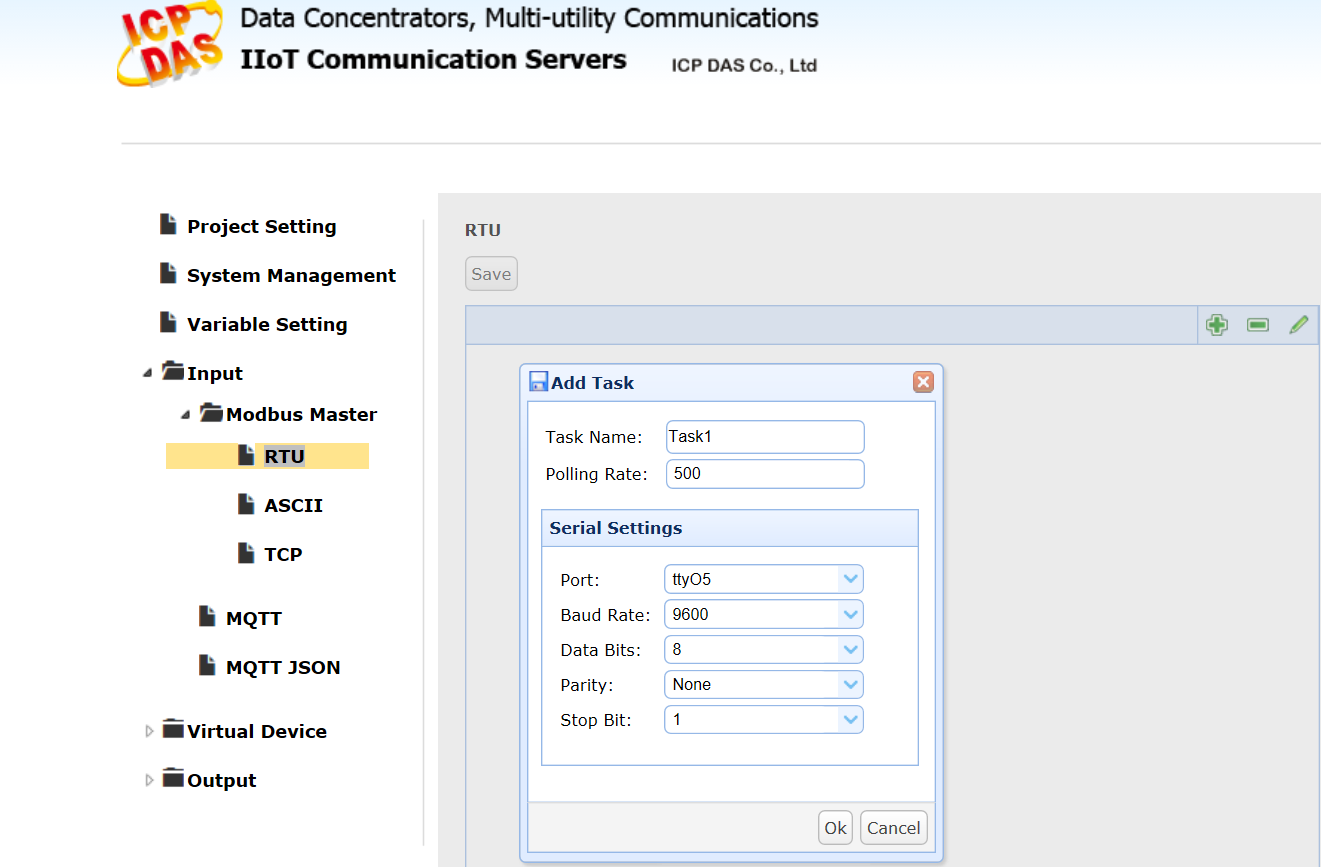 ICP
DAS
Data Concentrators, Multi-utility Communications
IIoT Communication Servers
ICP DAS Co., Ltd
Project Setting
System Management
Variable Setting
Input
Modbus Master
RTU
ASCII
TCP
MQTT
MQTT JSON
Virtual Device
Output
RTU
Save
Add Task
Task Name: Task1
Polling Rate: 500
Serial Settings
Port: ttyO5
Baud Rate: 9600
Data Bits: 8
Parity: None
Stop Bit: 1
Ok Cancel